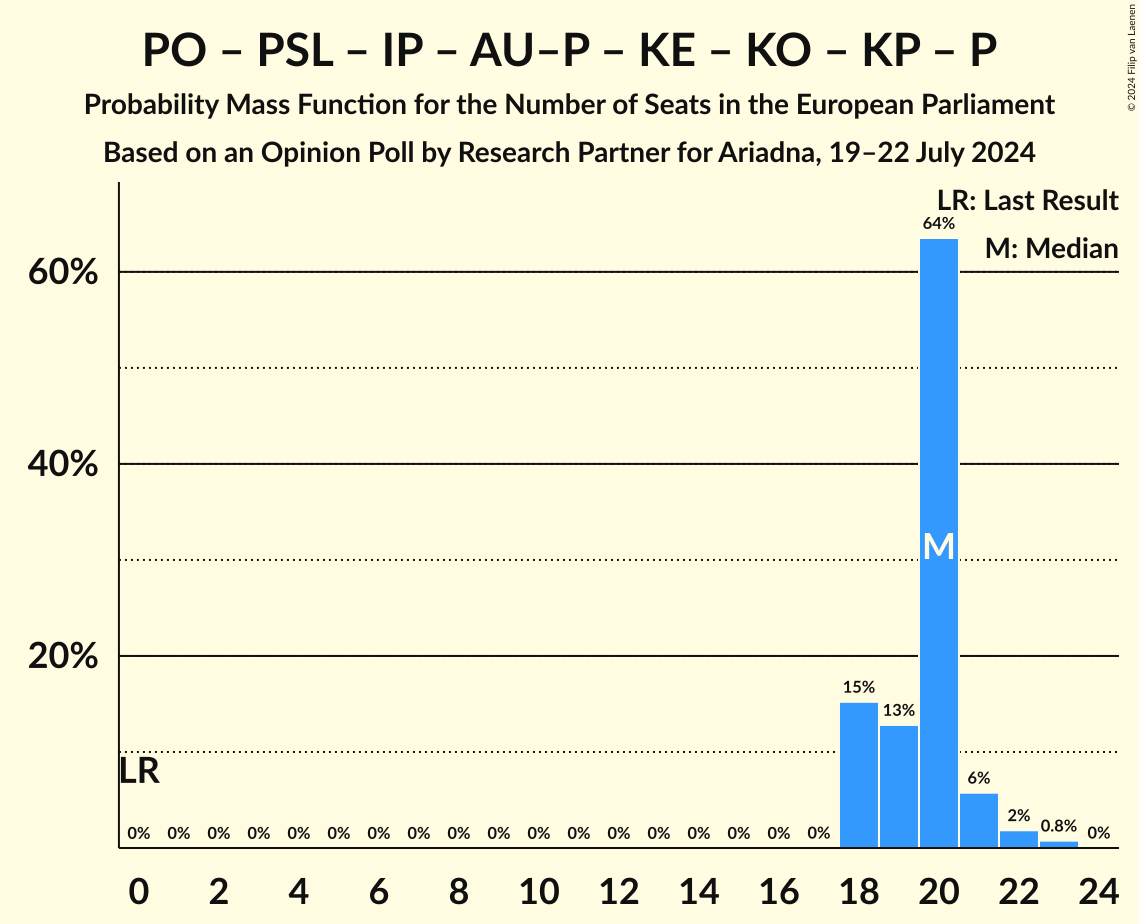 PO – PSL – IP – AU–P – KE – KO – KP – P
Probability Mass Function for the Number of Seats in the European Parliament
Based on an Opinion Poll by Research Partner for Ariadna, 19–22 July 2024
© 2024 Filip van Laenen
LR: Last Result
M: Median
60%
40%
20%
LR
M
0% 0% 0% 0% 0% 0% 0% 0% 0% 0% 0% 0% 0% 0% 0% 0% 0% 0% 15% 13% 64% 6% 2% 0.8% 0%
0 2 4 6 8 10 12 14 16 18 20 22 24